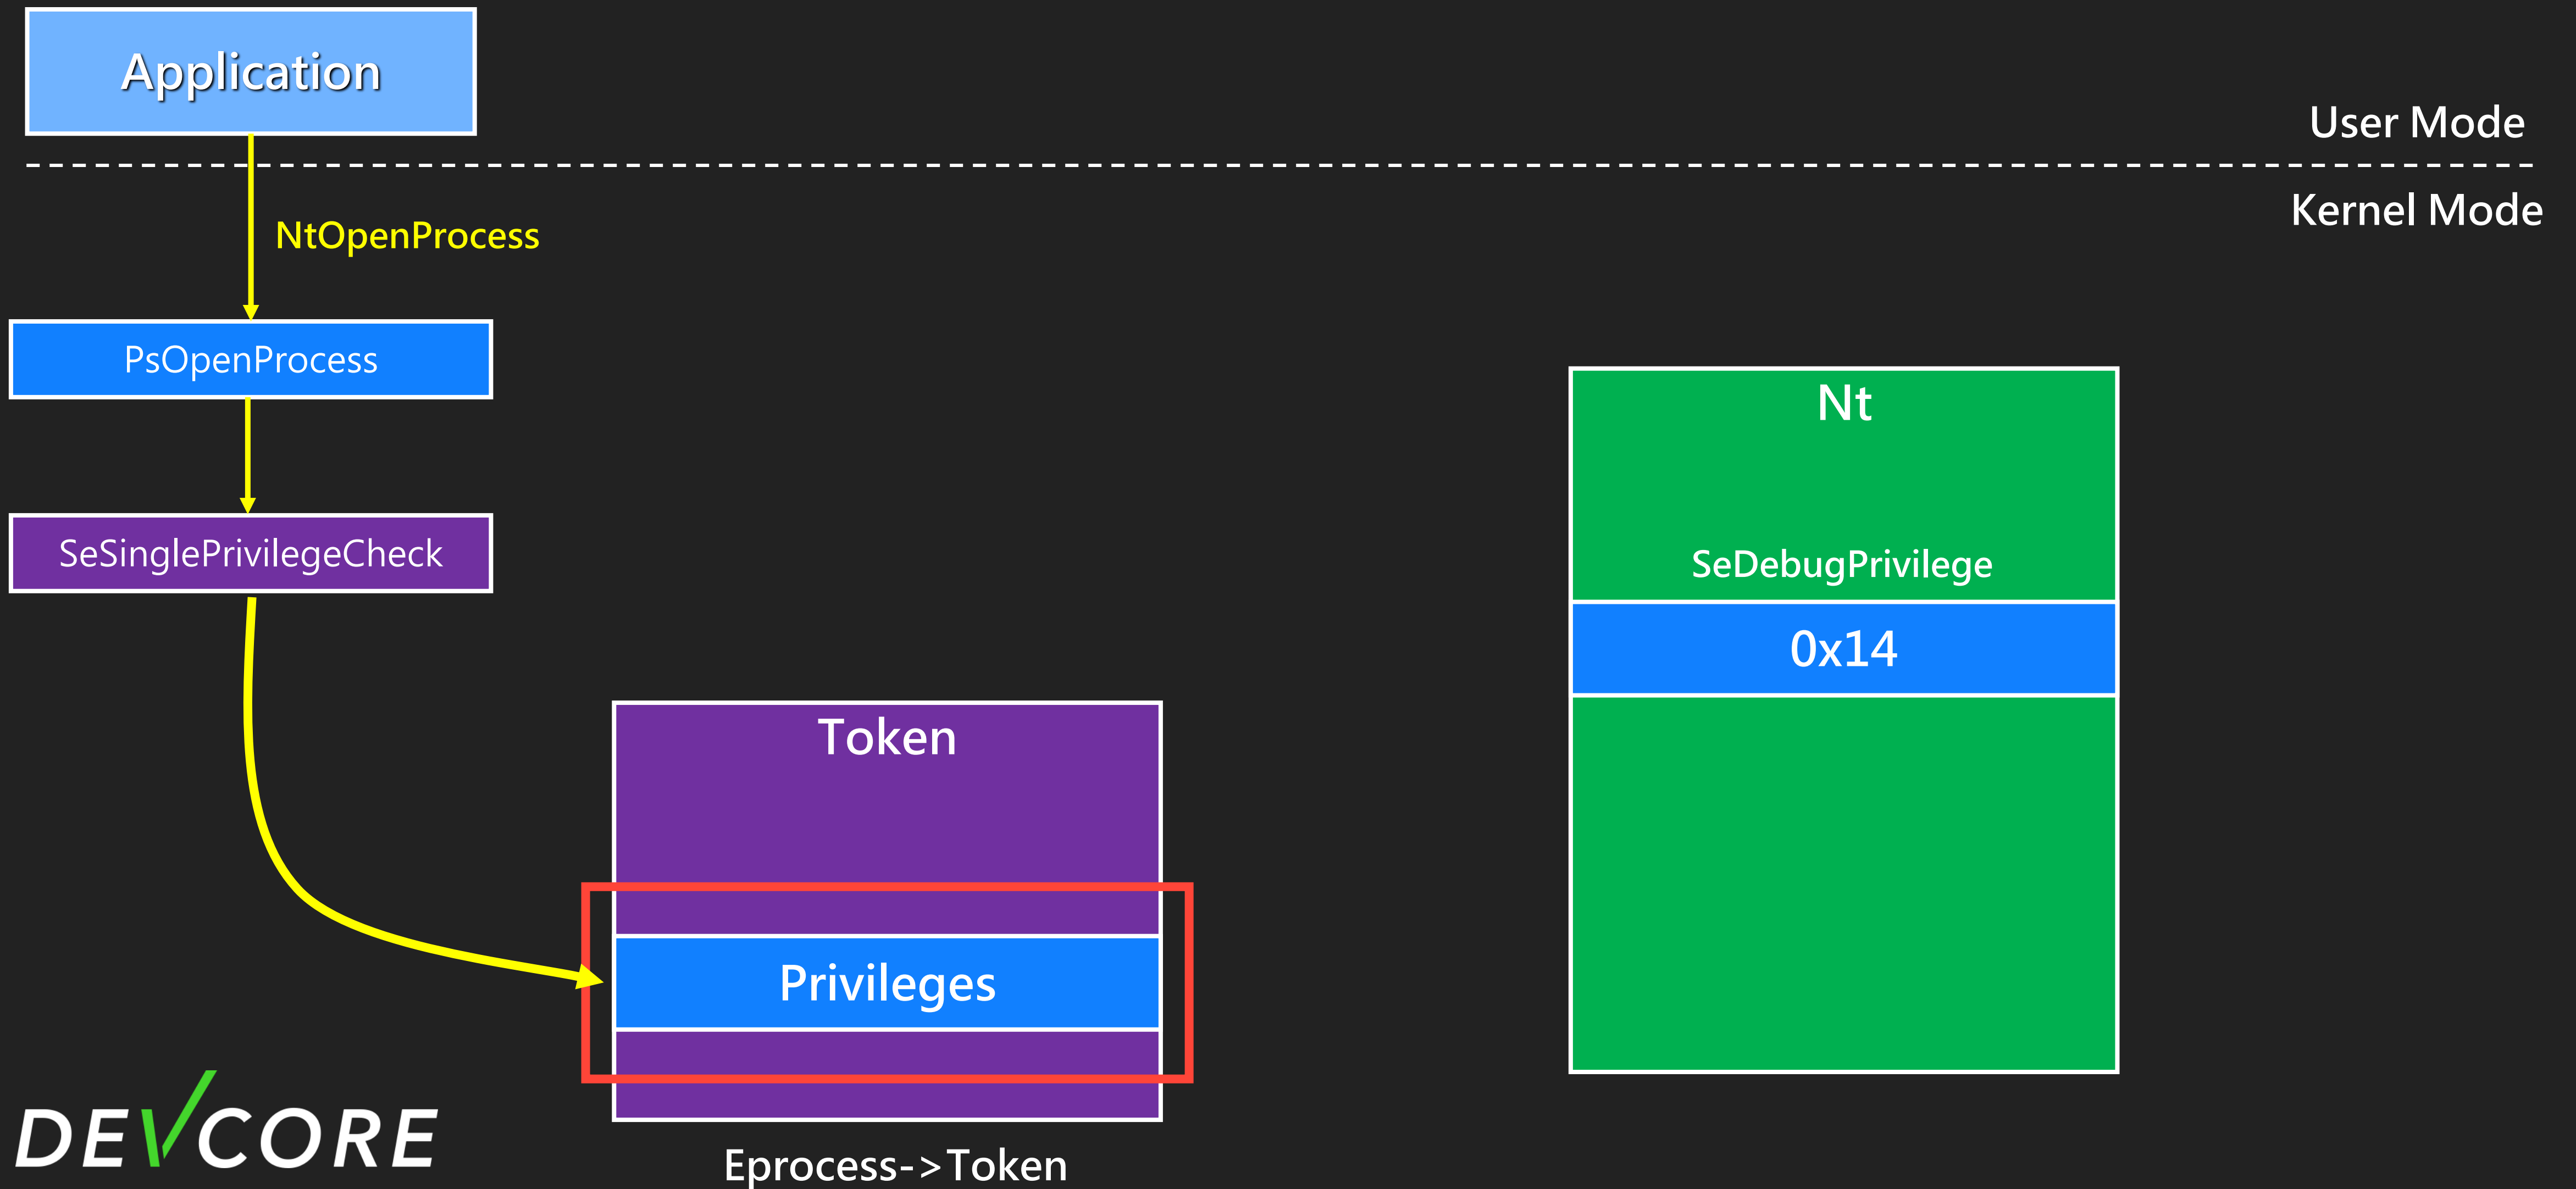 Application
User Mode
Kernel Mode
NtOpenProcess
PsOpenProcess
SeSinglePrivilegeCheck
Nt
SeDebugPrivilege
0x14
Token
Privileges
Eprocess->Token
DEVCORE